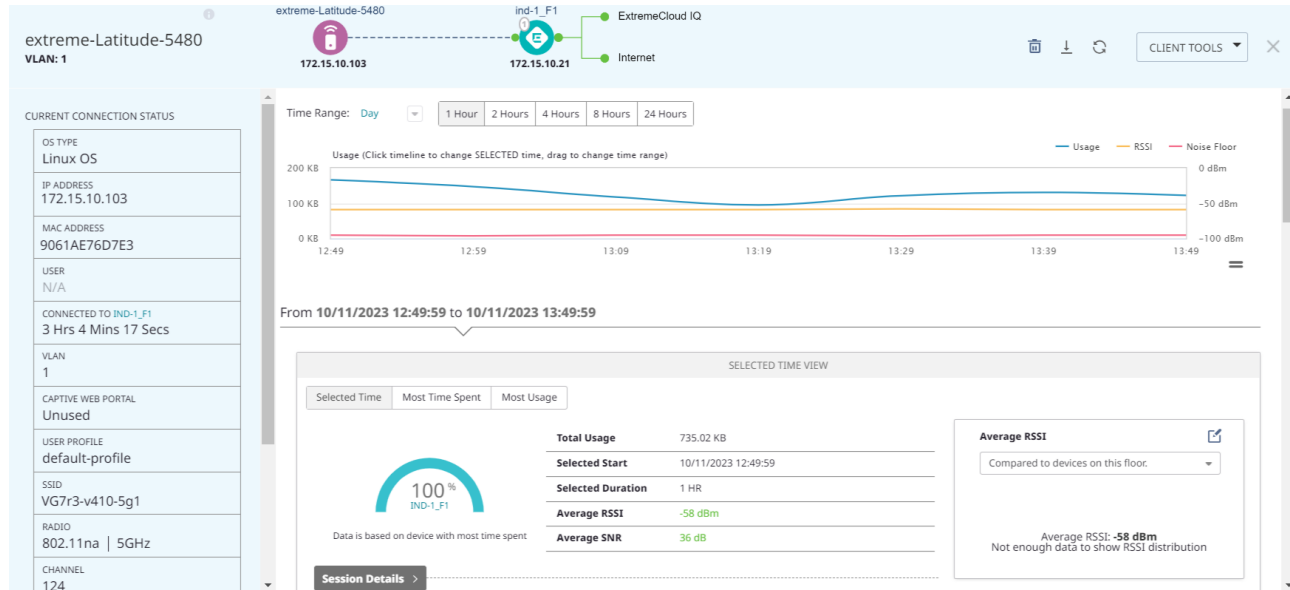 extreme-Latitude-5480
VLAN: 1
extreme-Latitude-5480
172.15.10.103
ind-1_F1
1
172.15.10.21
ExtremeCloud IQ
Internet
CLIENT TOOLS
CURRENT CONNECTION STATUS
OS TYPE
Linux OS
IP ADDRESS
172.15.10.103
MAC ADDRESS
9061AE76D7E3
USER
N/A
CONNECTED TO IND-1_F1
3 Hrs 4 Mins 17 Secs
VLAN
1
CAPTIVE WEB PORTAL
Unused
USER PROFILE
default-profile
SSID
VG7r3-v410-5g1
RADIO
802.11na | 5GHz
CHANNEL
124
Time Range: Day
1 Hour 2 Hours 4 Hours 8 Hours 24 Hours
Usage (Click timeline to change SELECTED time, drag to change time range)
Usage RSSI Noise Floor
200 KB 0 dBm
100 KB -50 dBm
0 KB -100 dBm
12:49 12:59 13:09 13:19 13:29 13:39 13:49
From 10/11/2023 12:49:59 to 10/11/2023 13:49:59
SELECTED TIME VIEW
Selected Time Most Time Spent Most Usage
100 %
IND-1_F1
Data is based on device with most time spent
Total Usage 735.02 KB
Selected Start 10/11/2023 12:49:59
Selected Duration 1 HR
Average RSSI -58 dBm
Average SNR 36 dB
Session Details >
Average RSSI
Compared to devices on this floor.
Average RSSI: -58 dBm
Not enough data to show RSSI distribution